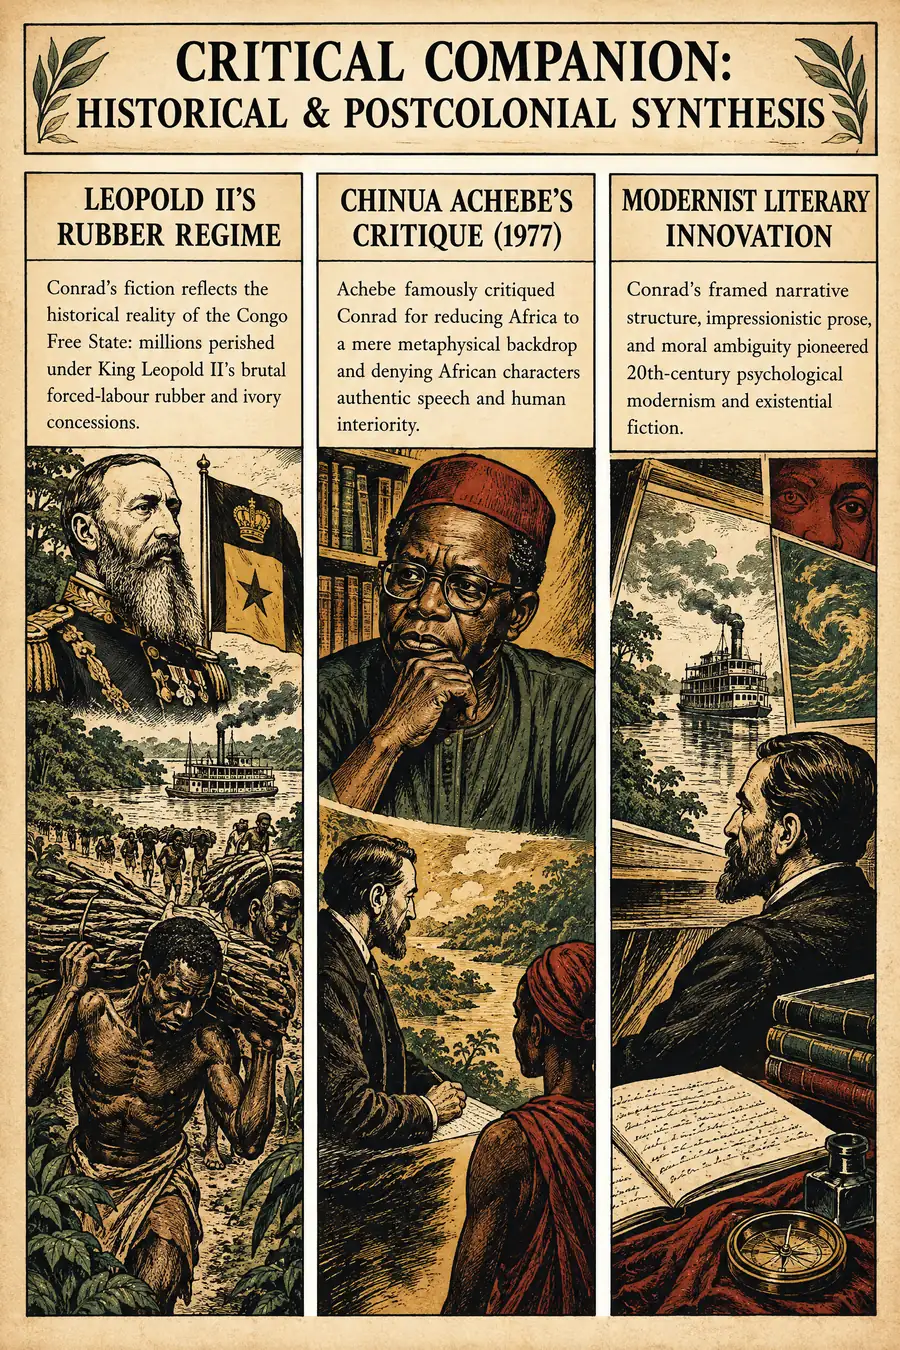 CRITICAL COMPANION:
HISTORICAL & POSTCOLONIAL SYNTHESIS
LEOPOLD II'S
RUBBER REGIME
Conrad's fiction reflects the
historical reality of the Congo
Free State: millions perished
under King Leopold II's brutal
forced-labour rubber and ivory
concessions.
CHINUA ACHEBE'S
CRITIQUE (1977)
Achebe famously critiqued
Conrad for reducing Africa to
a mere metaphysical backdrop
and denying African characters
authentic speech and human
interiority.
MODERNIST LITERARY
INNOVATION
Conrad's framed narrative
structure, impressionistic prose,
and moral ambiguity pioneered
20th-century psychological
modernism and existential
fiction.